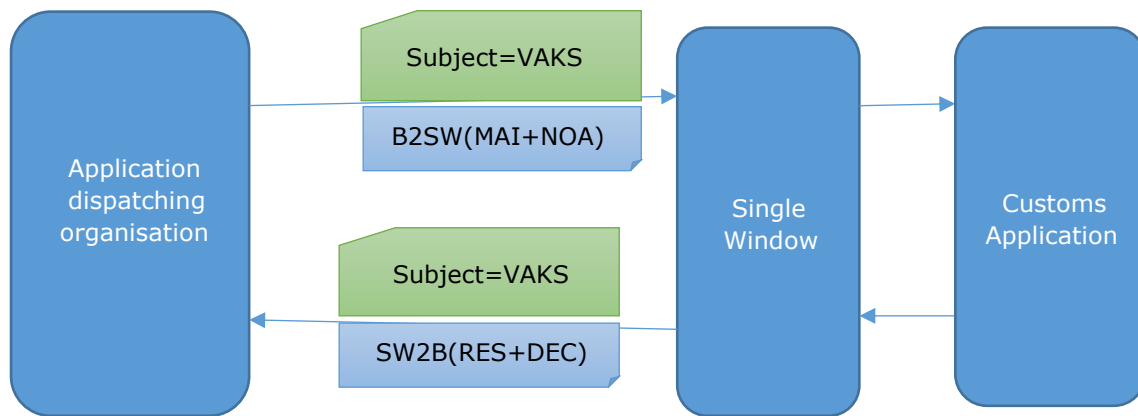 Application
dispatching
organisation
Subject=VAKS
B2SW(MAI+NOA)
Subject=VAKS
SW2B(RES+DEC)
Single
Window
Customs
Application